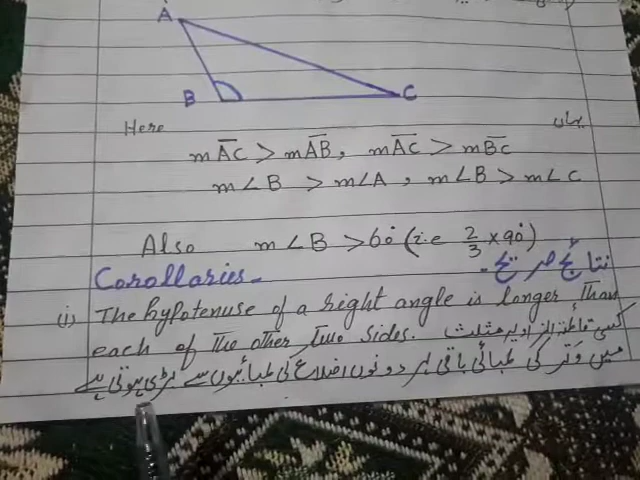 A
B
C
Here یہاں
mAC > mAB, mAC > mBC
m∠B > m∠A, m∠B > m∠C
Also m∠B > 60° (i.e 2/3 × 90°)
Corollaries- نتائج صریح -
(i) The hypotenuse of a right angle is longer Than
each of The other Two sides. کسی قائمۃ الزاویہ مثلث
میں وتر کی لمبائی باقی ہر دونوں اضلاع کی لمبائیوں سے بڑی ہوتی ہے